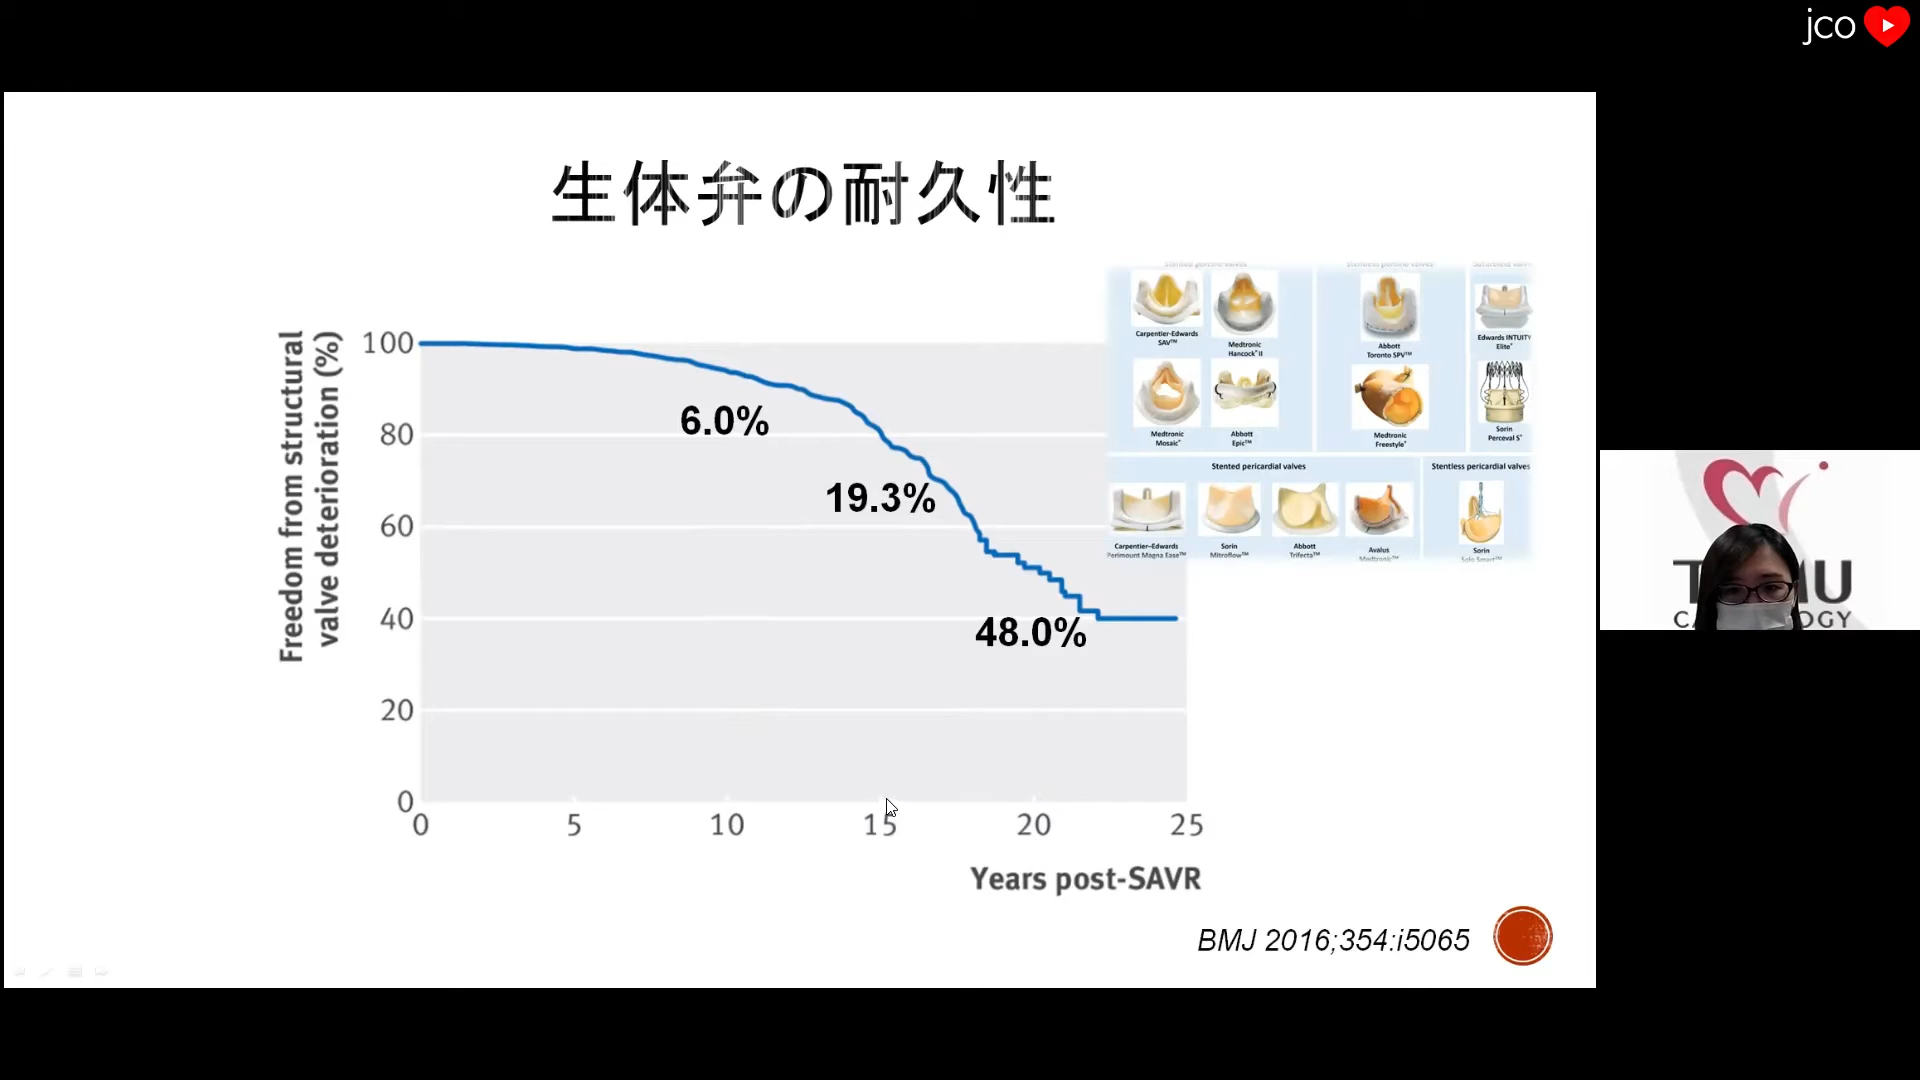 jco
生体弁の耐久性
Freedom from structural
valve deterioration (%)
100
80
60
40
20
0
0 5 10 15 20 25
Years post-SAVR
6.0%
19.3%
48.0%
Stented porcine valves
Stentless porcine valves
Carpentier-Edwards
SAV™
Medtronic
Hancock® II
Abbott
Toronto SPV™
Edwards INTUITY
Elite®
Medtronic
Mosaic®
Abbott
Epic™
Medtronic
Freestyle®
Sorin
Perceval S®
Stented pericardial valves
Stentless pericardial valves
Carpentier-Edwards
Perimount Magna Ease™
Sorin
Mitroflow™
Abbott
Trifecta™
Avalus
Medtronic™
Sorin
Solo Smart™
BMJ 2016;354:i5065